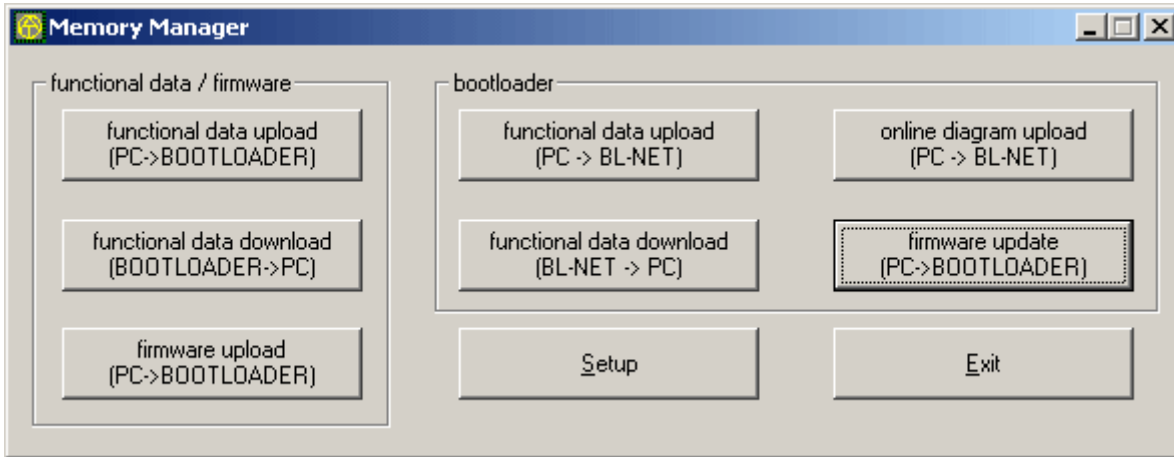 Memory Manager
functional data / firmware
functional data upload
(PC->BOOTLOADER)
functional data download
(BOOTLOADER->PC)
firmware upload
(PC->BOOTLOADER)
bootloader
functional data upload
(PC -> BL-NET)
online diagram upload
(PC -> BL-NET)
functional data download
(BL-NET -> PC)
firmware update
(PC->BOOTLOADER)
Setup
Exit